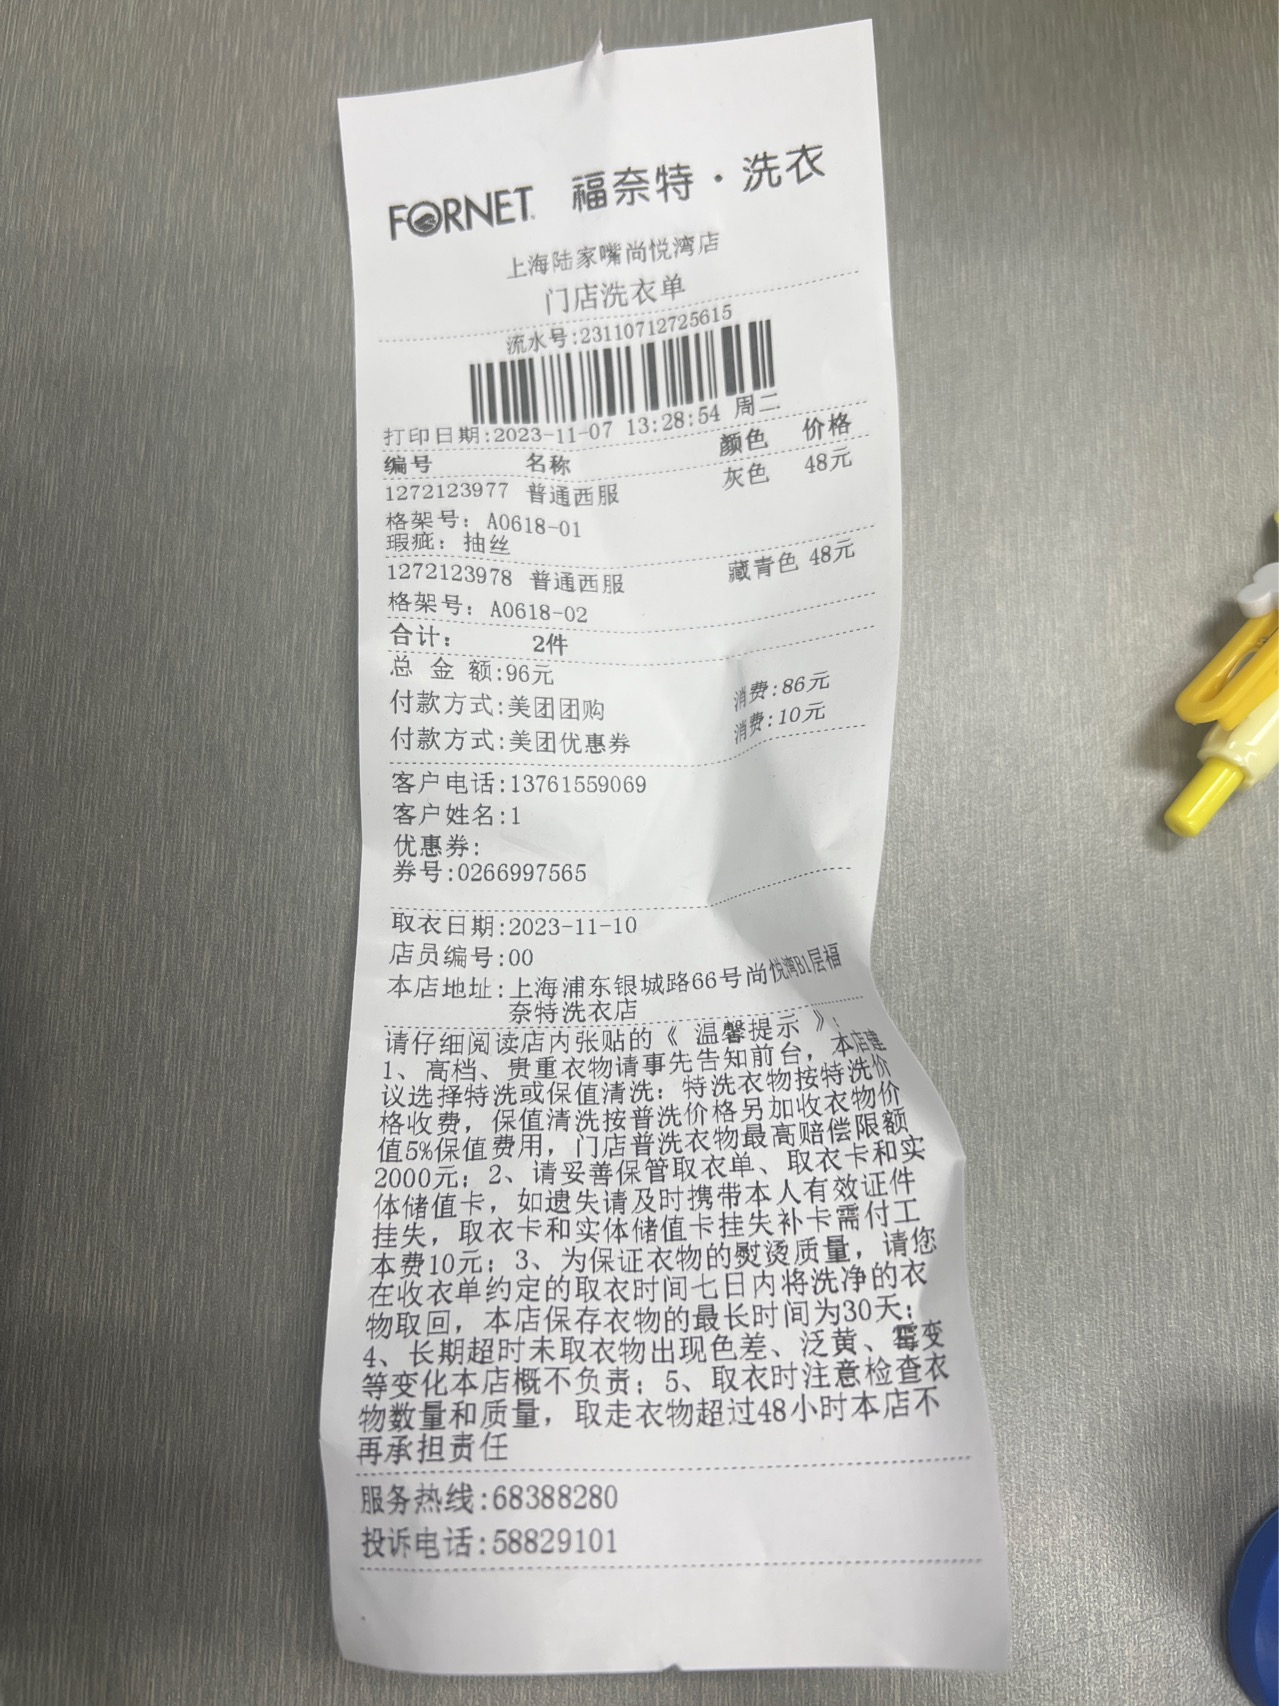 FORNET 福奈特·洗衣
上海陆家嘴尚悦湾店
门店洗衣单
流水号:23110712725615
打印日期:2023-11-07 13:28:54 周二
编号 名称 颜色 价格
1272123977 普通西服 灰色 48元
格架号: A0618-01
瑕疵: 抽丝
1272123978 普通西服 藏青色 48元
格架号: A0618-02
合计: 2件
总 金 额:96元
付款方式:美团团购 消费:86元
付款方式:美团优惠券 消费:10元
客户电话:13761559069
客户姓名:1
优惠券:
券号:0266997565
取衣日期:2023-11-10
店员编号:00
本店地址:上海浦东银城路66号尚悦湾B1层福
奈特洗衣店
请仔细阅读店内张贴的《 温馨提示 》:
1、高档、贵重衣物请事先告知前台，本店建
议选择特洗或保值清洗：特洗衣物按特洗价
格收费，保值清洗按普洗价格另加收衣物价
值5%保值费用，门店普洗衣物最高赔偿限额
2000元；2、请妥善保管取衣单、取衣卡和实
体储值卡，如遗失请及时携带本人有效证件
挂失，取衣卡和实体储值卡挂失补卡需付工
本费10元；3、为保证衣物的熨烫质量，请您
在收衣单约定的取衣时间七日内将洗净的衣
物取回，本店保存衣物的最长时间为30天；
4、长期超时未取衣物出现色差、泛黄、霉变
等变化本店概不负责；5、取衣时注意检查衣
物数量和质量，取走衣物超过48小时本店不
再承担责任
服务热线:68388280
投诉电话:58829101